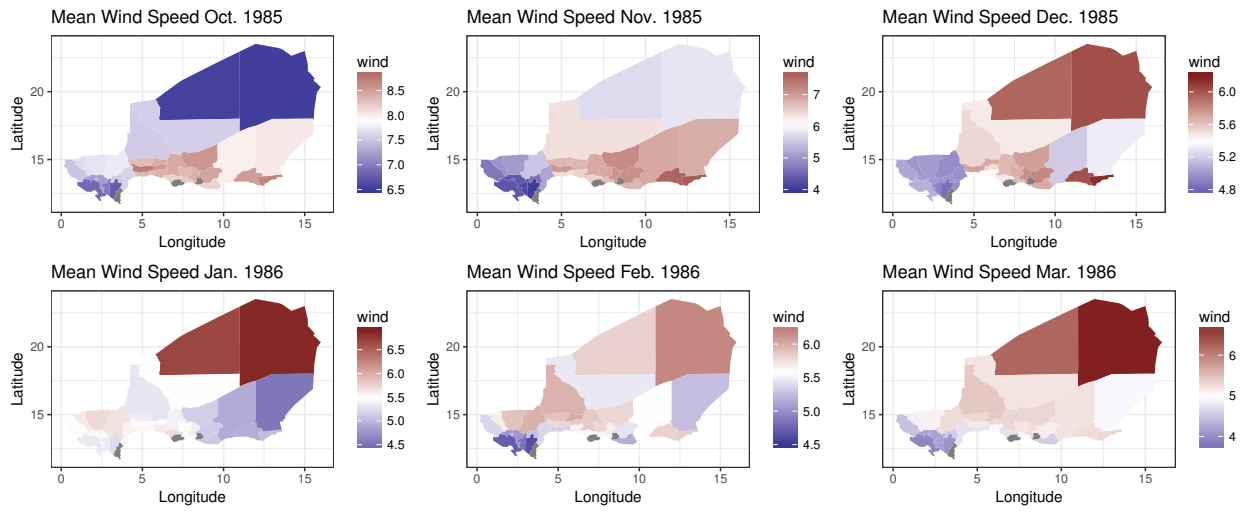 Mean Wind Speed Oct. 1985
Latitude
20
15
0
5
10
15
Longitude
wind
8.5
8.0
7.5
7.0
6.5
Mean Wind Speed Nov. 1985
Latitude
20
15
0
5
10
15
Longitude
wind
7
6
5
4
Mean Wind Speed Dec. 1985
Latitude
20
15
0
5
10
15
Longitude
wind
6.0
5.6
5.2
4.8
Mean Wind Speed Jan. 1986
Latitude
20
15
0
5
10
15
Longitude
wind
6.5
6.0
5.5
5.0
4.5
Mean Wind Speed Feb. 1986
Latitude
20
15
0
5
10
15
Longitude
wind
6.0
5.5
5.0
4.5
Mean Wind Speed Mar. 1986
Latitude
20
15
0
5
10
15
Longitude
wind
6
5
4